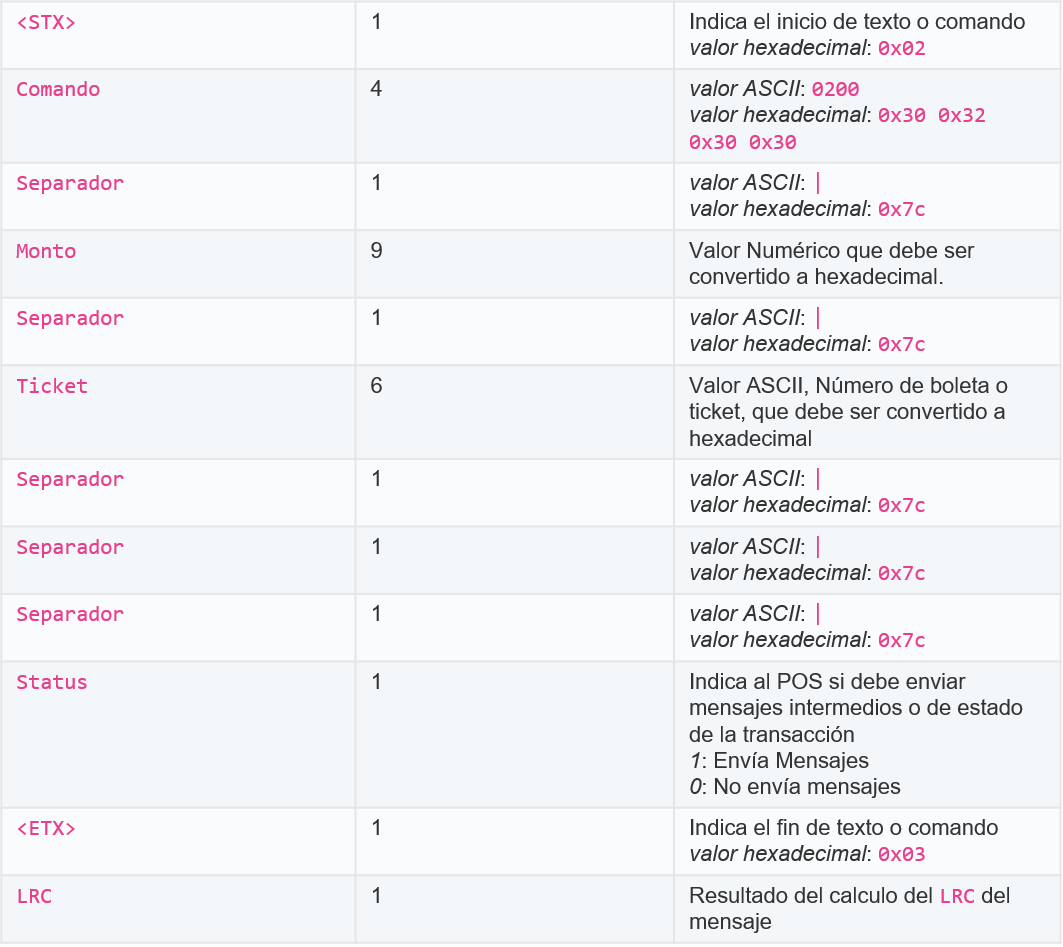 <STX> 1 Indica el inicio de texto o comando
valor hexadecimal: 0x02
Comando 4 valor ASCII: 0200
valor hexadecimal: 0x30 0x32
0x30 0x30
Separador 1 valor ASCII: |
valor hexadecimal: 0x7c
Monto 9 Valor Numérico que debe ser
convertido a hexadecimal.
Separador 1 valor ASCII: |
valor hexadecimal: 0x7c
Ticket 6 Valor ASCII, Número de boleta o
ticket, que debe ser convertido a
hexadecimal
Separador 1 valor ASCII: |
valor hexadecimal: 0x7c
Separador 1 valor ASCII: |
valor hexadecimal: 0x7c
Separador 1 valor ASCII: |
valor hexadecimal: 0x7c
Status 1 Indica al POS si debe enviar
mensajes intermedios o de estado
de la transacción
1: Envía Mensajes
0: No envía mensajes
<ETX> 1 Indica el fin de texto o comando
valor hexadecimal: 0x03
LRC 1 Resultado del calculo del LRC del
mensaje